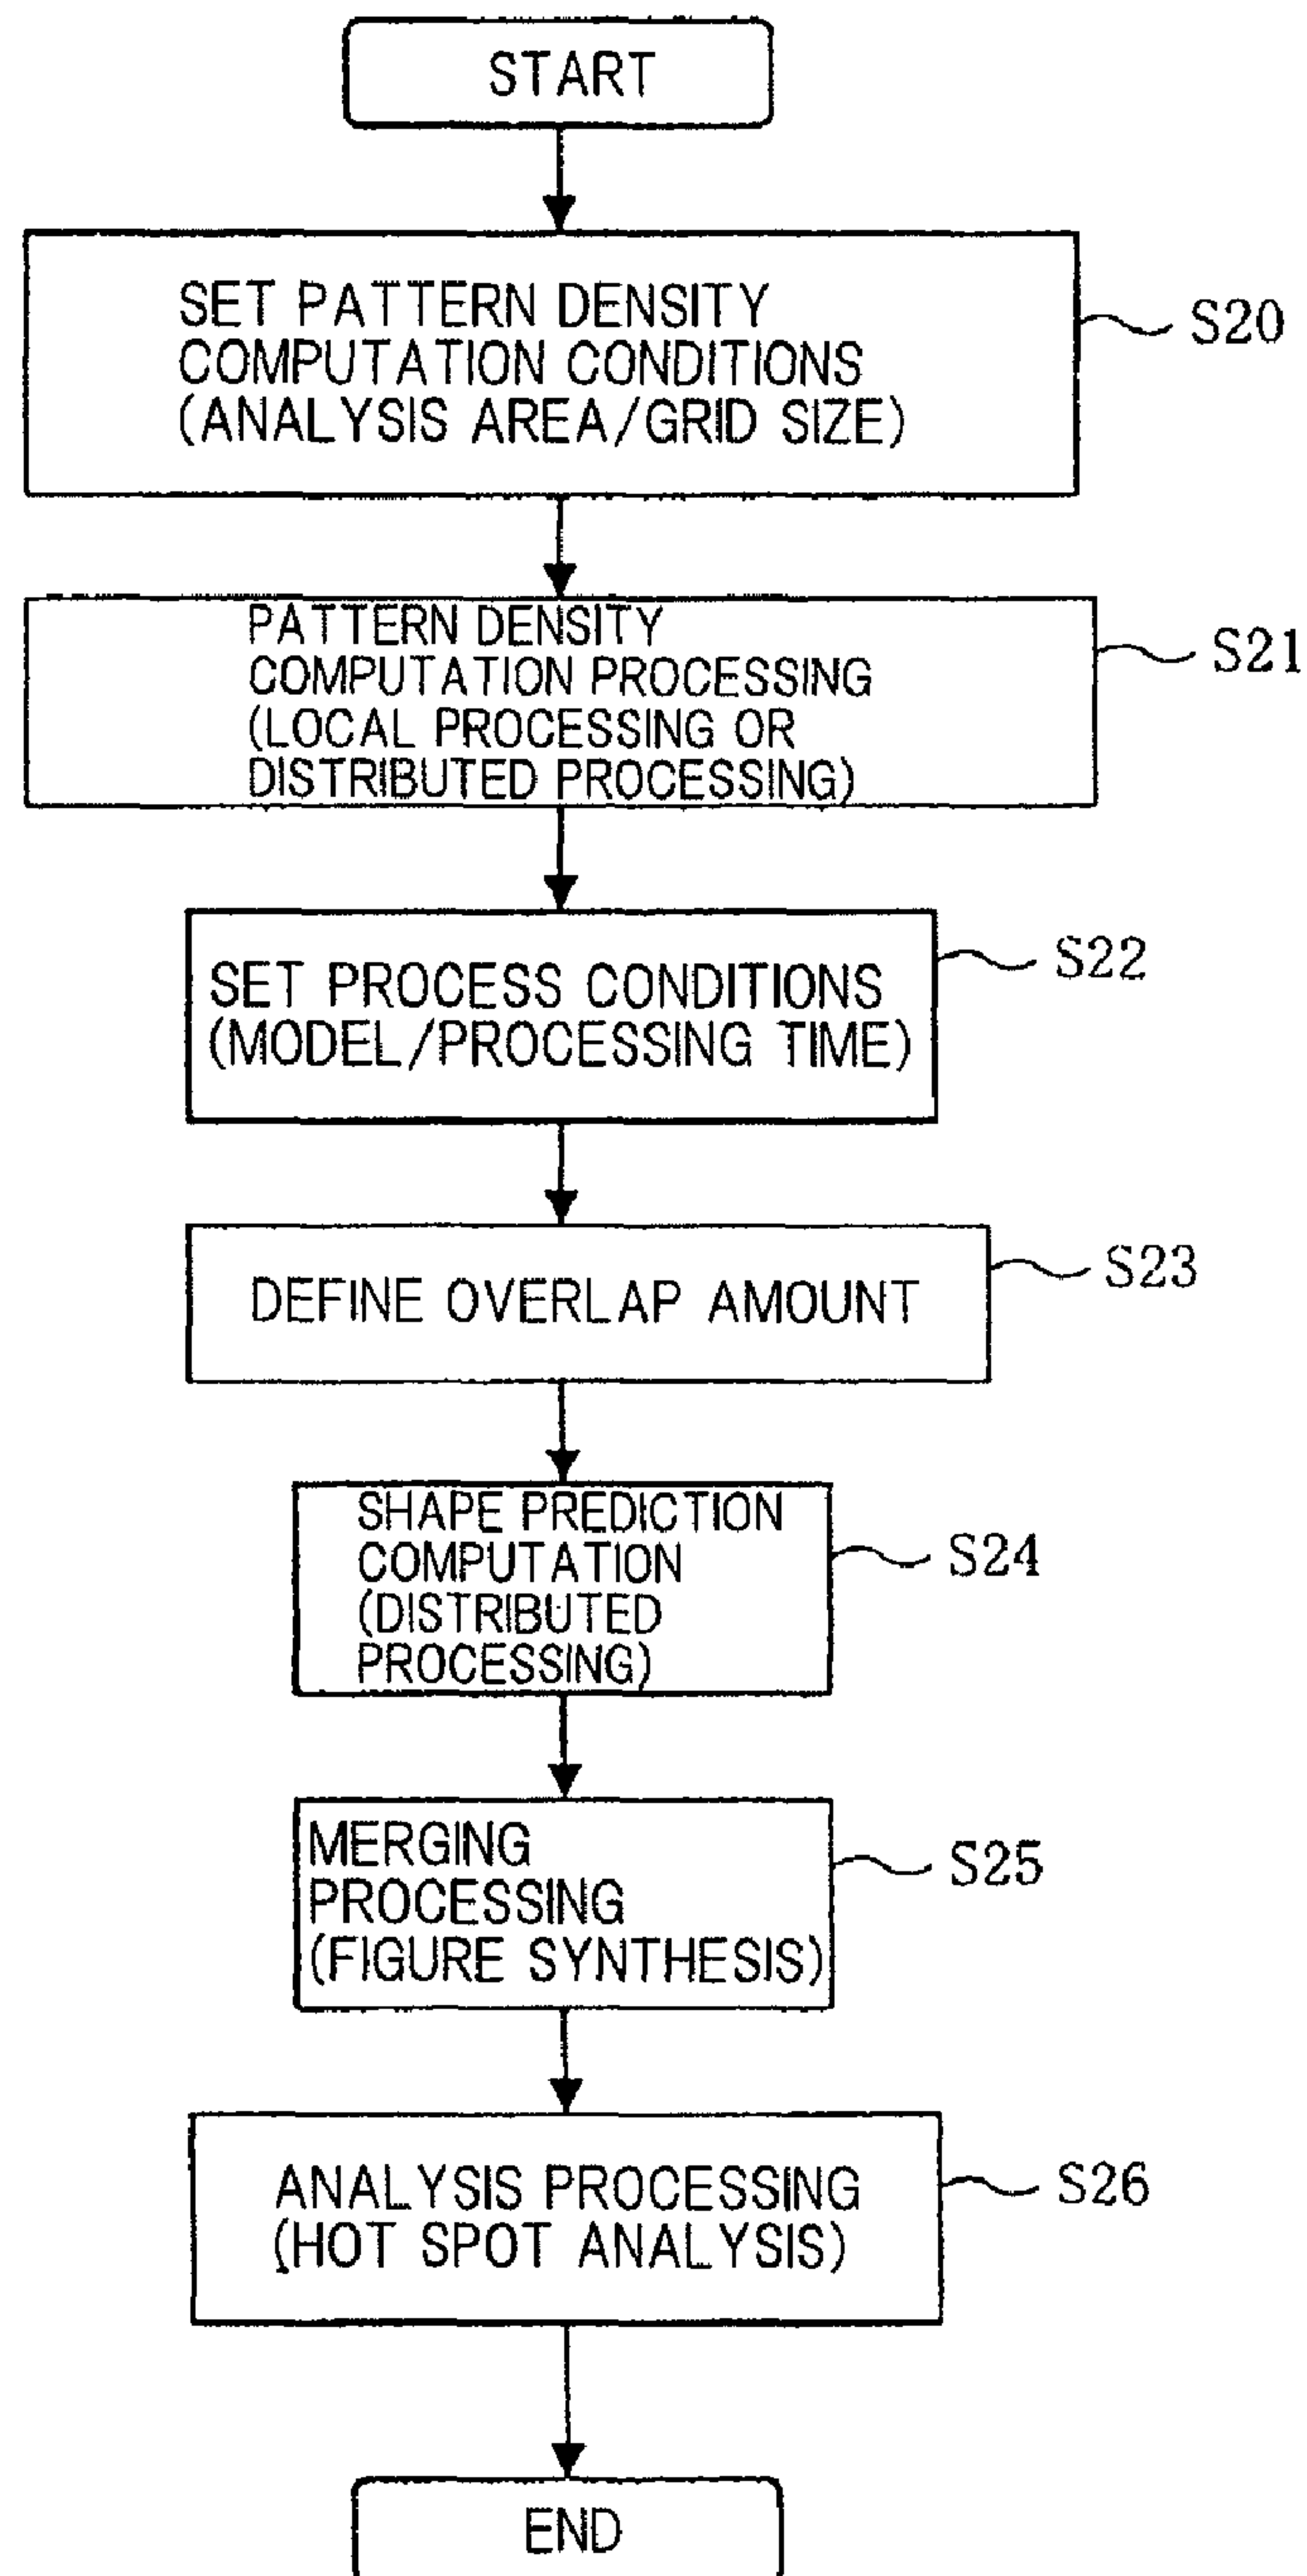 START
SET PATTERN DENSITY
COMPUTATION CONDITIONS
(ANALYSIS AREA/GRID SIZE)
S20
PATTERN DENSITY
COMPUTATION PROCESSING
(LOCAL PROCESSING OR
DISTRIBUTED PROCESSING)
S21
SET PROCESS CONDITIONS
(MODEL/PROCESSING TIME)
S22
DEFINE OVERLAP AMOUNT
S23
SHAPE PREDICTION
COMPUTATION
(DISTRIBUTED
PROCESSING)
S24
MERGING
PROCESSING
(FIGURE SYNTHESIS)
S25
ANALYSIS PROCESSING
(HOT SPOT ANALYSIS)
S26
END